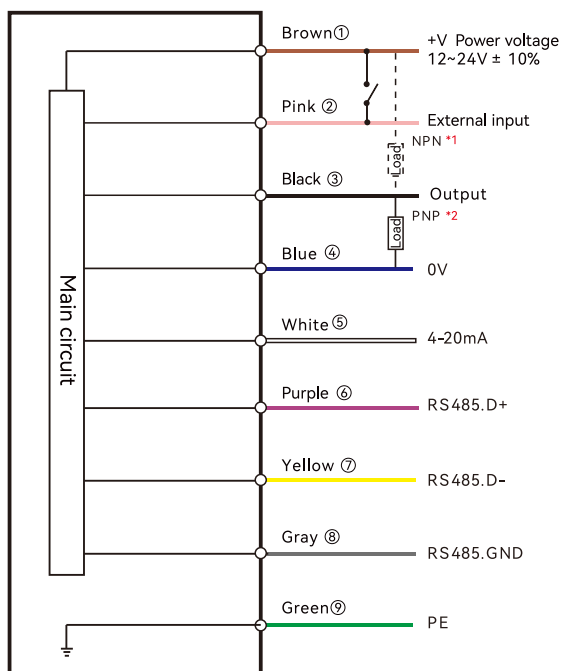 Brown①
+V Power voltage
12~24V ± 10%
Pink ②
External input
NPN *1
Load
Black ③
Output
PNP *2
Load
Blue ④
0V
Main circuit
White ⑤
4-20mA
Purple ⑥
RS485.D+
Yellow ⑦
RS485.D-
Gray ⑧
RS485.GND
Green⑨
PE